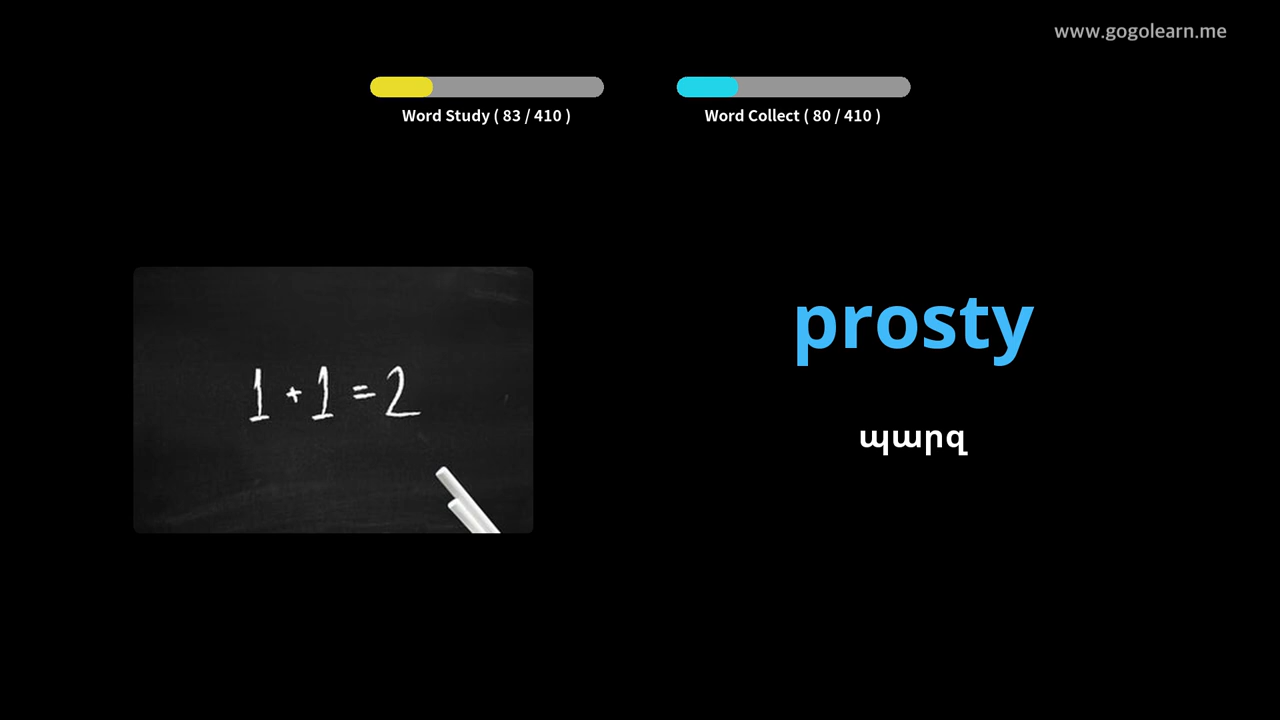 www.gogolearn.me
Word Study ( 83 / 410 )
Word Collect ( 80 / 410 )
1 + 1 = 2
prosty
պարզ